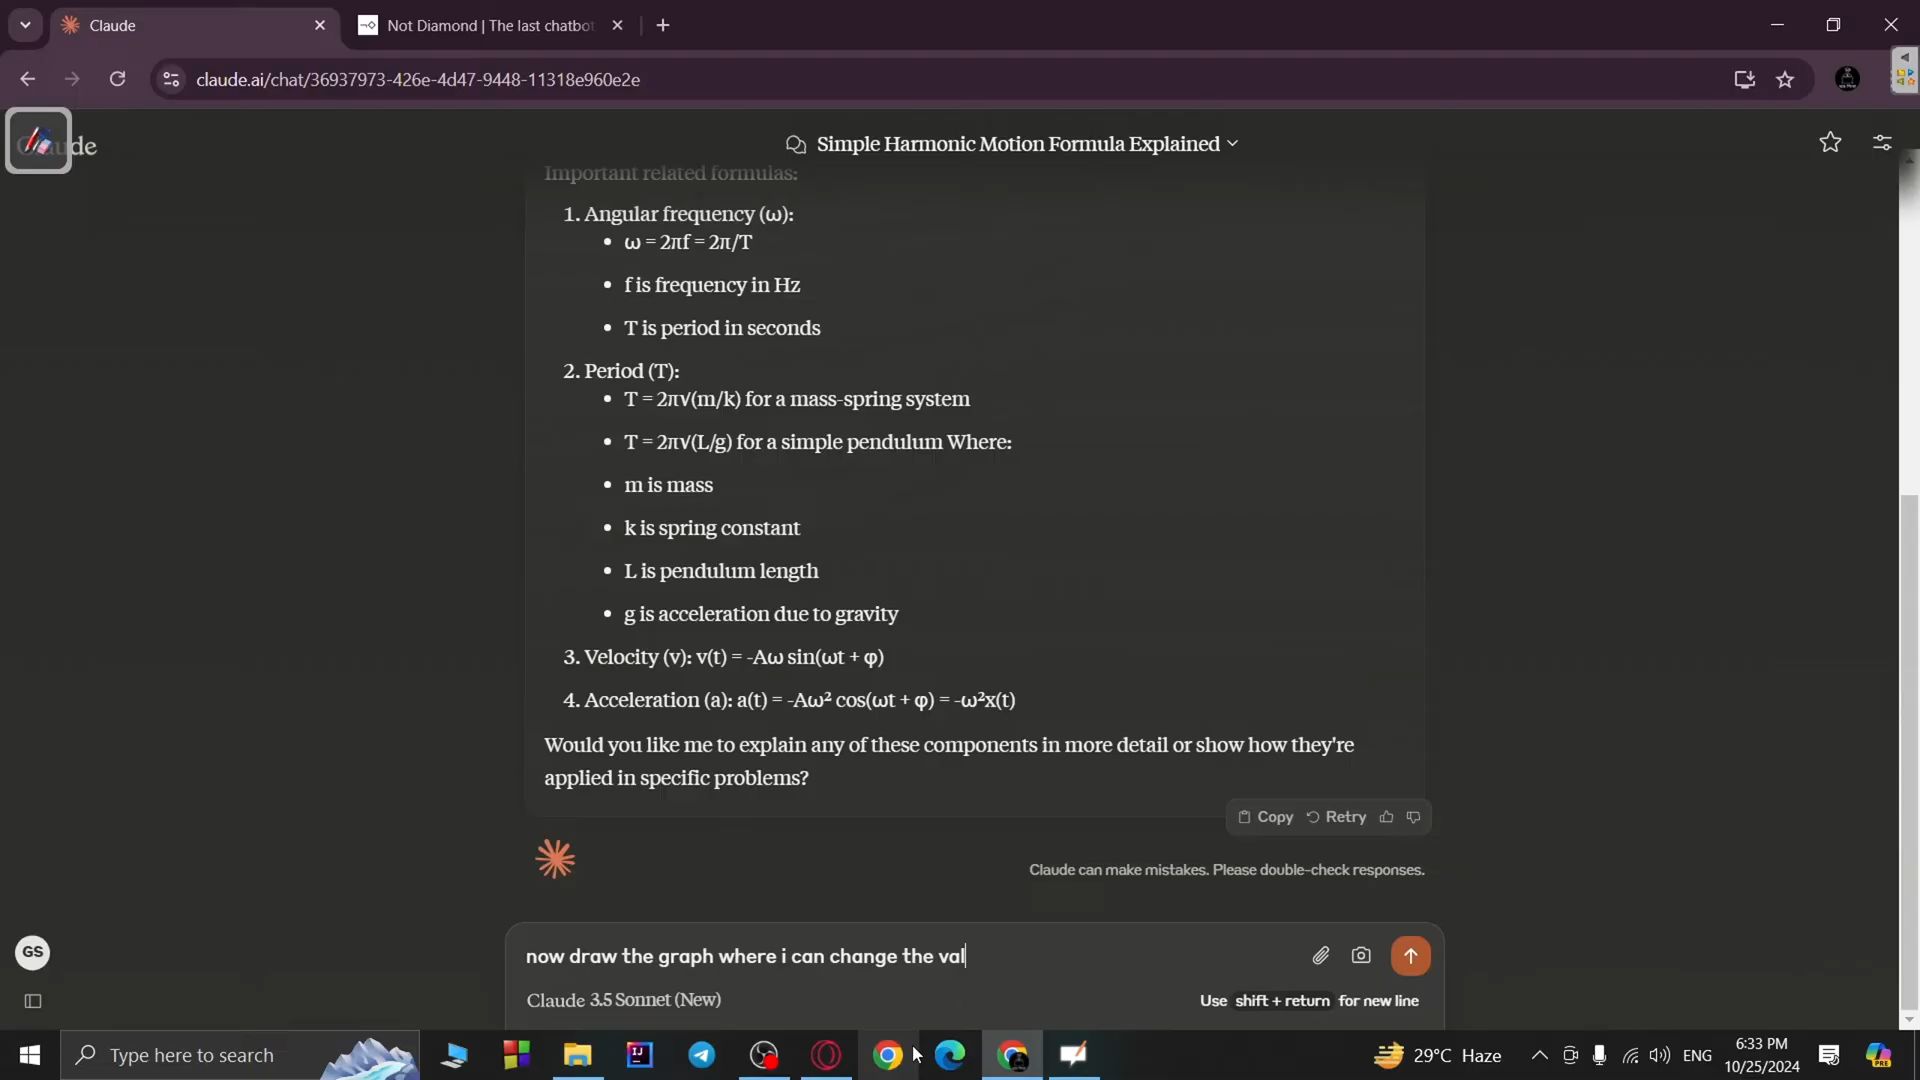 Claude
Not Diamond | The last chatbot
claude.ai/chat/36937973-426e-4d47-9448-11318e960e2e
de
Simple Harmonic Motion Formula Explained
Important related formulas:
1. Angular frequency (ω):
• ω = 2πf = 2π/T
• f is frequency in Hz
• T is period in seconds
2. Period (T):
• T = 2π√(m/k) for a mass-spring system
• T = 2π√(L/g) for a simple pendulum Where:
• m is mass
• k is spring constant
• L is pendulum length
• g is acceleration due to gravity
3. Velocity (v): v(t) = -Aω sin(ωt + φ)
4. Acceleration (a): a(t) = -Aω² cos(ωt + φ) = -ω²x(t)
Would you like me to explain any of these components in more detail or show how they're
applied in specific problems?
Copy Retry
Claude can make mistakes. Please double-check responses.
GS
now draw the graph where i can change the val
Claude 3.5 Sonnet (New)
Use shift + return for new line
Type here to search
29°C Haze
ENG
6:33 PM
10/25/2024
PRE